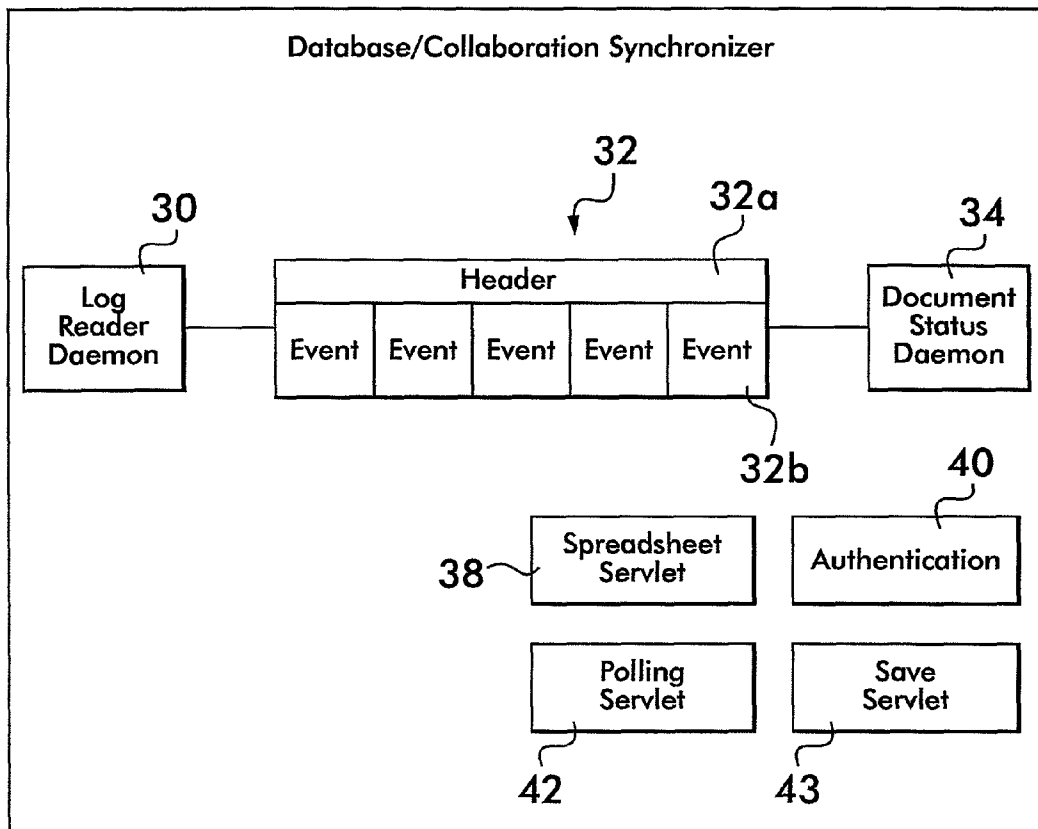 Database/Collaboration Synchronizer
32
30
32a
34
Log
Reader
Daemon
Header
Event Event Event Event Event
Document
Status
Daemon
32b
40
38
Spreadsheet
Servlet
Authentication
Polling
Servlet
Save
Servlet
42
43